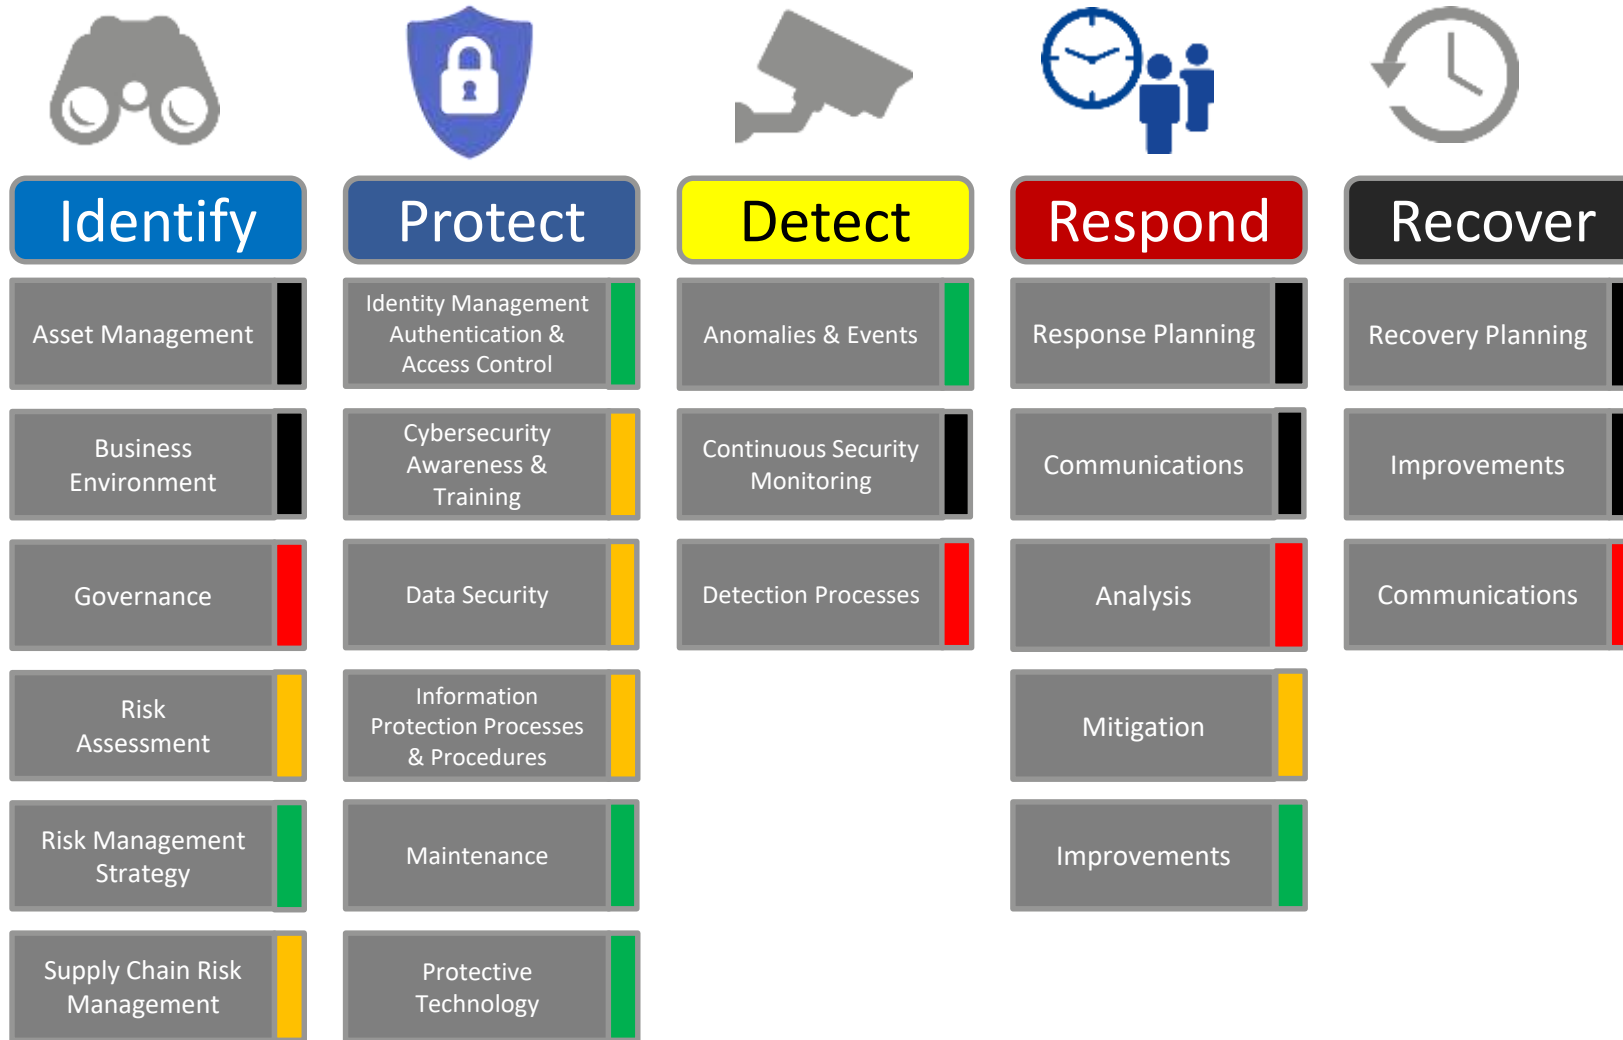 Identify
Protect
Detect
Respond
Recover
Asset Management
Business
Environment
Governance
Risk
Assessment
Risk Management
Strategy
Supply Chain Risk
Management
Identity Management
Authentication &
Access Control
Cybersecurity
Awareness &
Training
Data Security
Information
Protection Processes
& Procedures
Maintenance
Protective
Technology
Anomalies & Events
Continuous Security
Monitoring
Detection Processes
Response Planning
Communications
Analysis
Mitigation
Improvements
Recovery Planning
Improvements
Communications